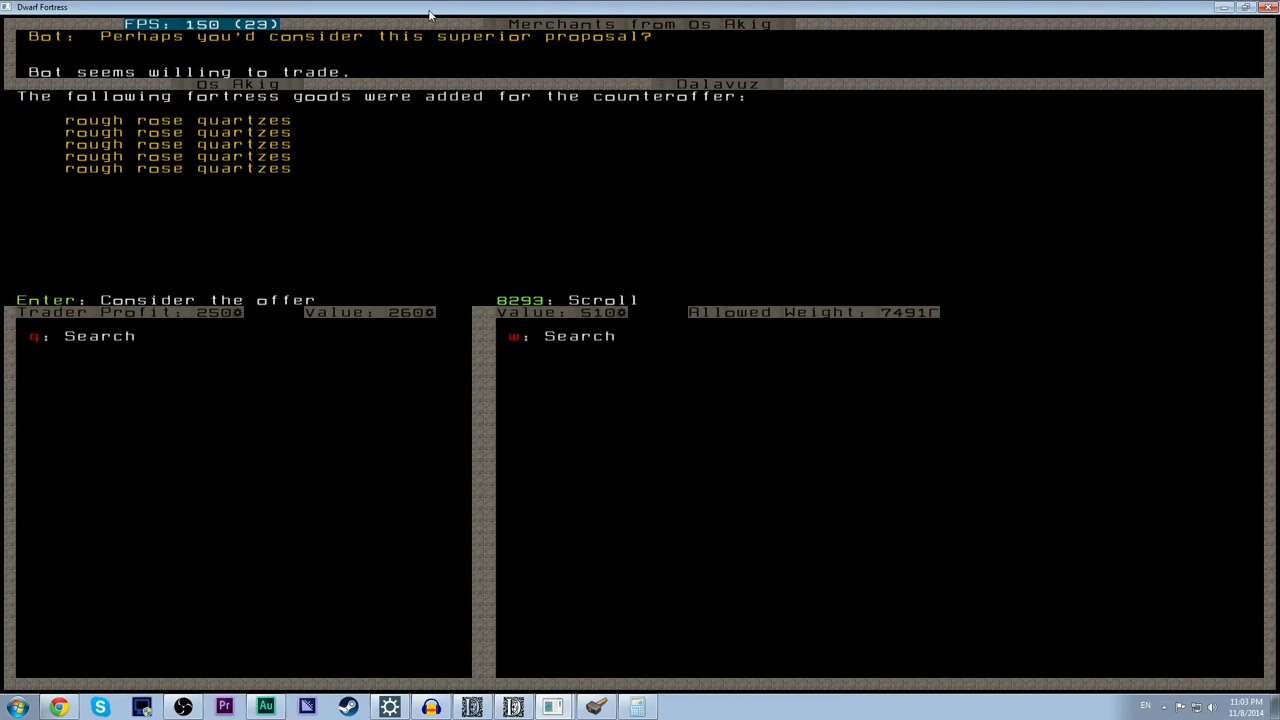 Dwarf Fortress
FPS: 150 (23)
Merchants from Os Akig
Bot: Perhaps you'd consider this superior proposal?
Bot seems willing to trade.
Os Akig
Dalavuz
The following fortress goods were added for the counteroffer:
rough rose quartzes
rough rose quartzes
rough rose quartzes
rough rose quartzes
rough rose quartzes
Enter: Consider the offer
8293: Scroll
Trader Profit: 250☼
Value: 260☼
Value: 510☼
Allowed Weight: 7491Γ
q: Search
w: Search
Pr
Au
EN
11:03 PM
11/8/2014